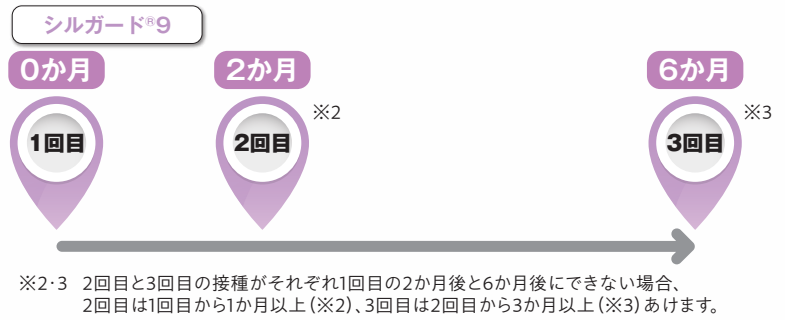 シルガード®9
0か月 2か月 6か月
1回目 2回目 ※2 3回目 ※3
※2・3 2回目と3回目の接種がそれぞれ1回目の2か月後と6か月後にできない場合、
2回目は1回目から1か月以上(※2)、3回目は2回目から3か月以上(※3)あけます。